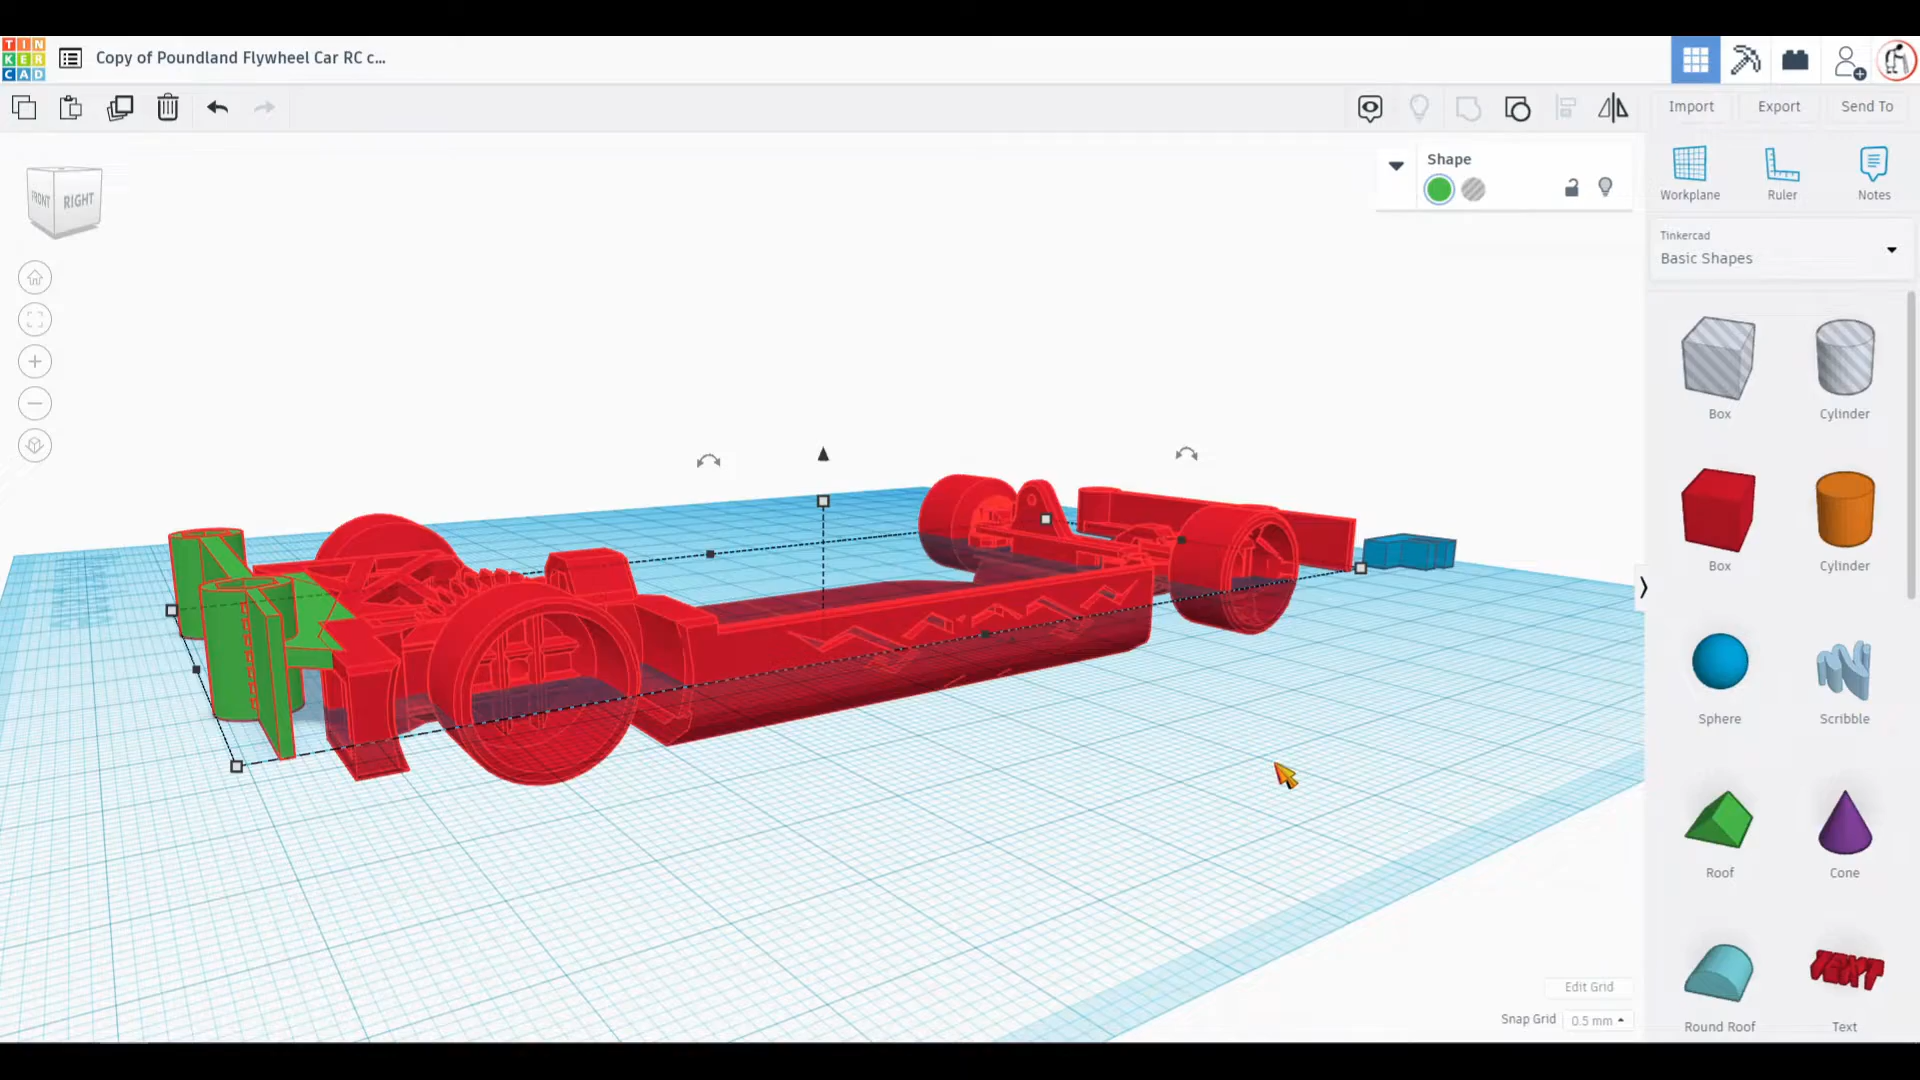 TIN
KER
CAD
Copy of Poundland Flywheel Car RC c...
Import
Export
Send To
Shape
Workplane
Ruler
Notes
FRONT
RIGHT
Tinkercad
Basic Shapes
Box
Cylinder
Box
Cylinder
Sphere
Scribble
Roof
Cone
Edit Grid
Snap Grid
0.5 mm
TEXT
Round Roof
Text